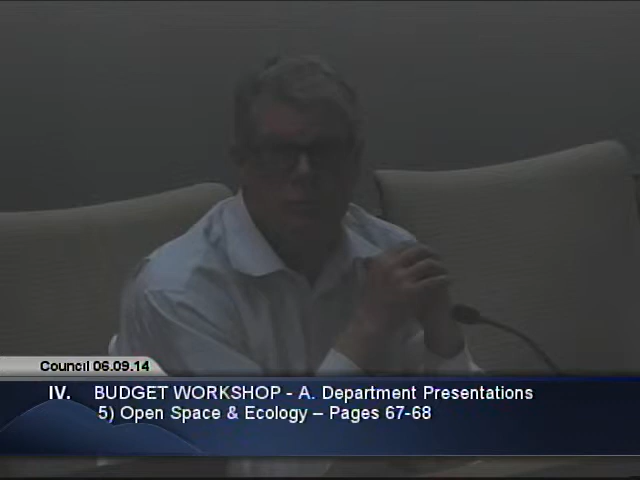 Council 06.09.14
IV. BUDGET WORKSHOP - A. Department Presentations
5) Open Space & Ecology – Pages 67-68